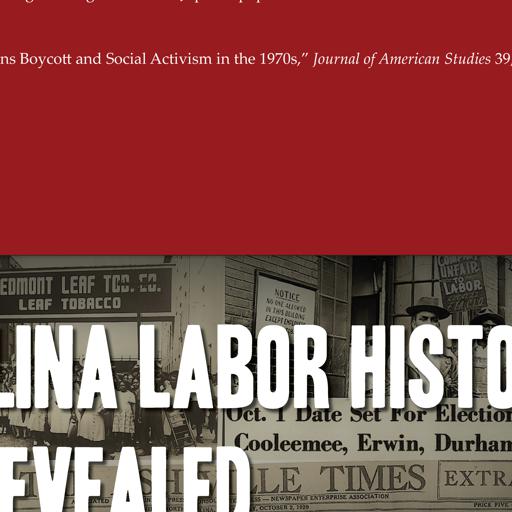 ns Boycott and Social Activism in the 1970s,” Journal of American Studies 39,
EDMONT LEAF TOB. CO.
LEAF TOBACCO
NOTICE
NO ONE ALLOWED
IN THIS BUILDING
EXCEPT EMPLOYEES
UNFAIR
TO
LABOR
LINA LABOR HISTO
Oct. 1 Date Set For Election
Cooleemee, Erwin, Durham
EVEALED
LE TIMES
EXTRA
NEWSPAPER ENTERPRISE ASSOCIATION
OCTOBER 2, 1929
PRICE FIVE